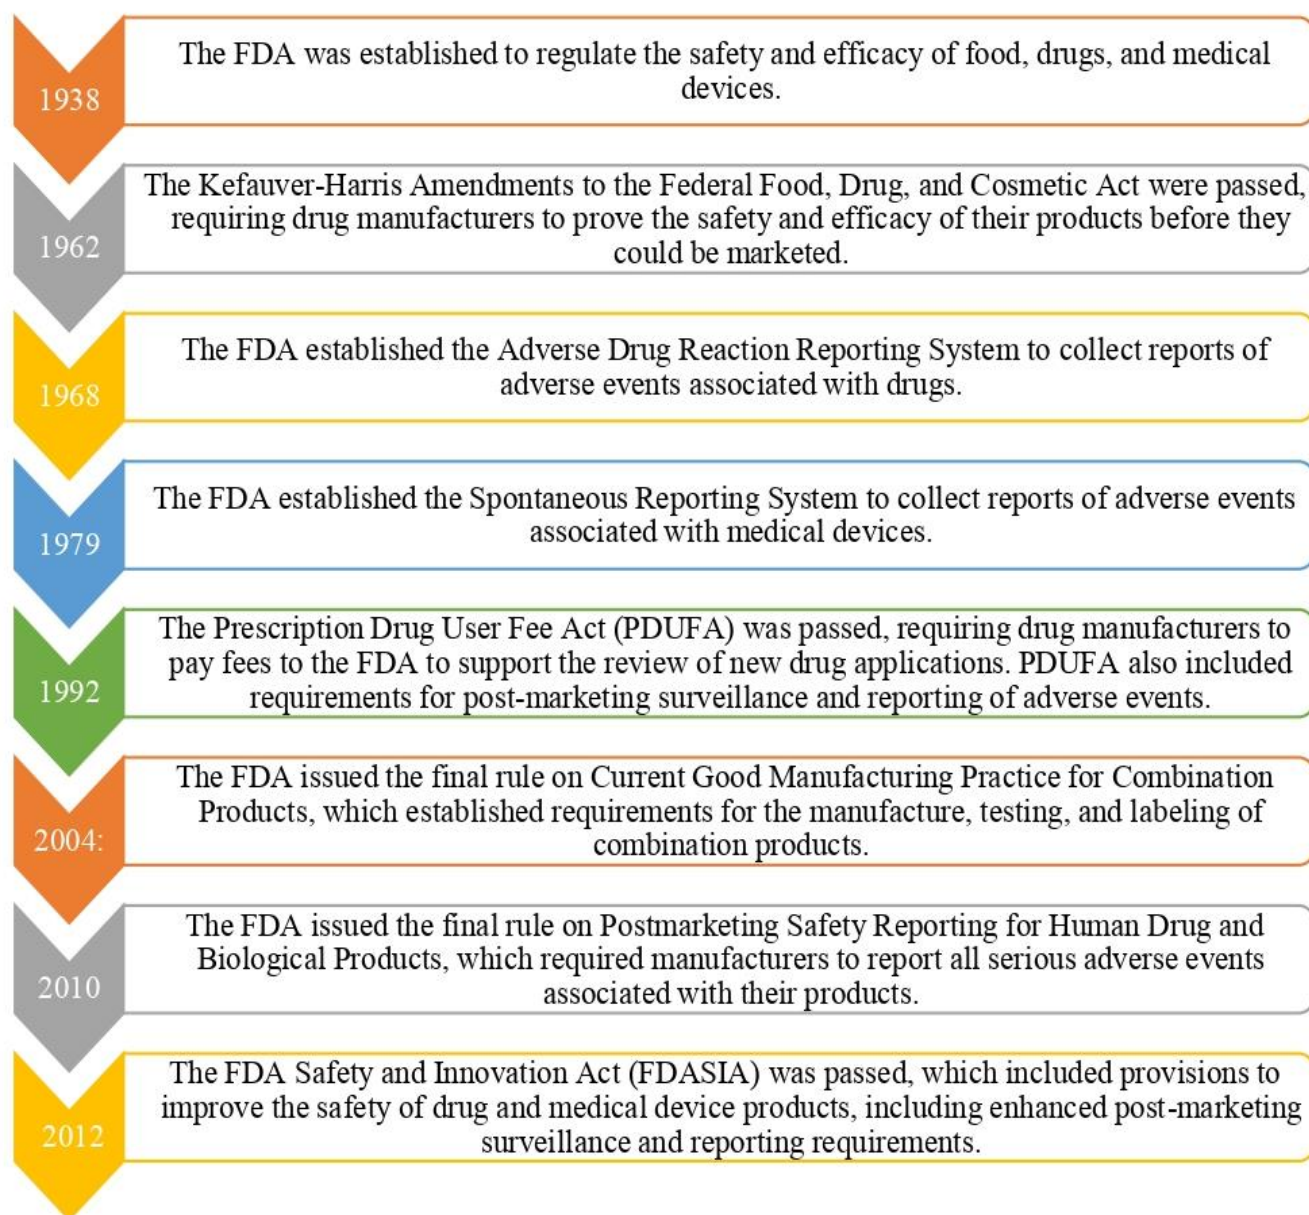 1938
The FDA was established to regulate the safety and efficacy of food, drugs, and medical
devices.
1962
The Kefauver-Harris Amendments to the Federal Food, Drug, and Cosmetic Act were passed,
requiring drug manufacturers to prove the safety and efficacy of their products before they
could be marketed.
1968
The FDA established the Adverse Drug Reaction Reporting System to collect reports of
adverse events associated with drugs.
1979
The FDA established the Spontaneous Reporting System to collect reports of adverse events
associated with medical devices.
1992
The Prescription Drug User Fee Act (PDUFA) was passed, requiring drug manufacturers to
pay fees to the FDA to support the review of new drug applications. PDUFA also included
requirements for post-marketing surveillance and reporting of adverse events.
2004:
The FDA issued the final rule on Current Good Manufacturing Practice for Combination
Products, which established requirements for the manufacture, testing, and labeling of
combination products.
2010
The FDA issued the final rule on Postmarketing Safety Reporting for Human Drug and
Biological Products, which required manufacturers to report all serious adverse events
associated with their products.
2012
The FDA Safety and Innovation Act (FDASIA) was passed, which included provisions to
improve the safety of drug and medical device products, including enhanced post-marketing
surveillance and reporting requirements.